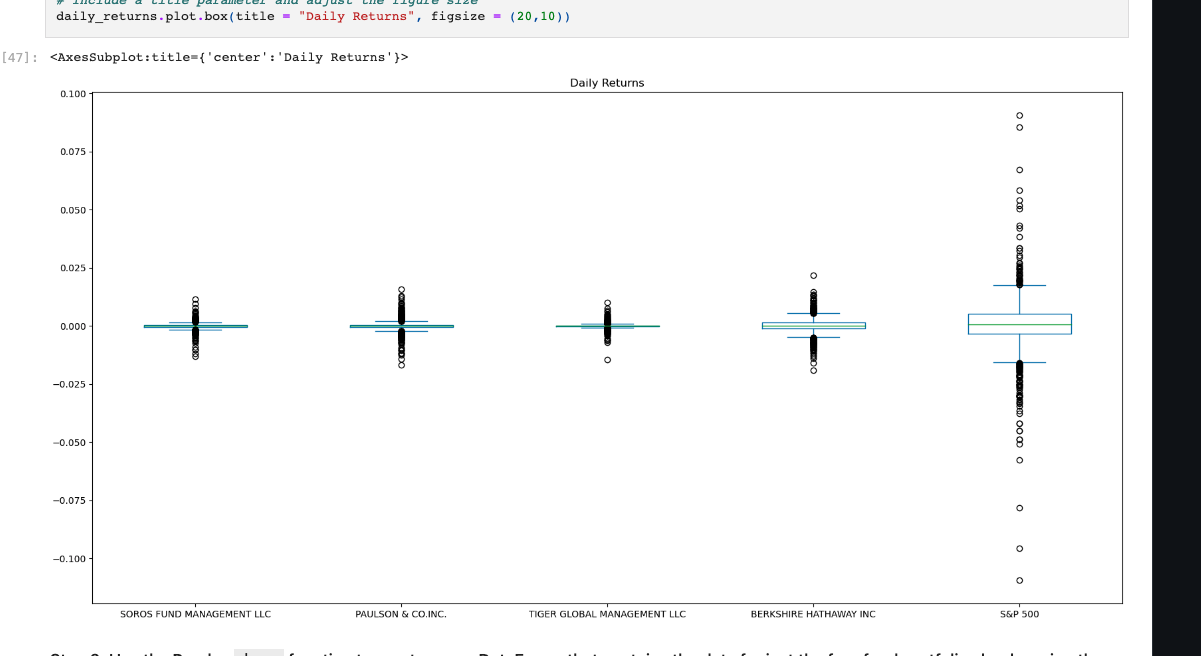 # Include a title parameter and adjust the figure size
daily_returns.plot.box(title = "Daily Returns", figsize = (20,10))
[47]: <AxesSubplot:title={'center':'Daily Returns'}>
Daily Returns
0.100
0.075
0.050
0.025
0.000
−0.025
−0.050
−0.075
−0.100
SOROS FUND MANAGEMENT LLC PAULSON & CO.INC. TIGER GLOBAL MANAGEMENT LLC BERKSHIRE HATHAWAY INC S&P 500